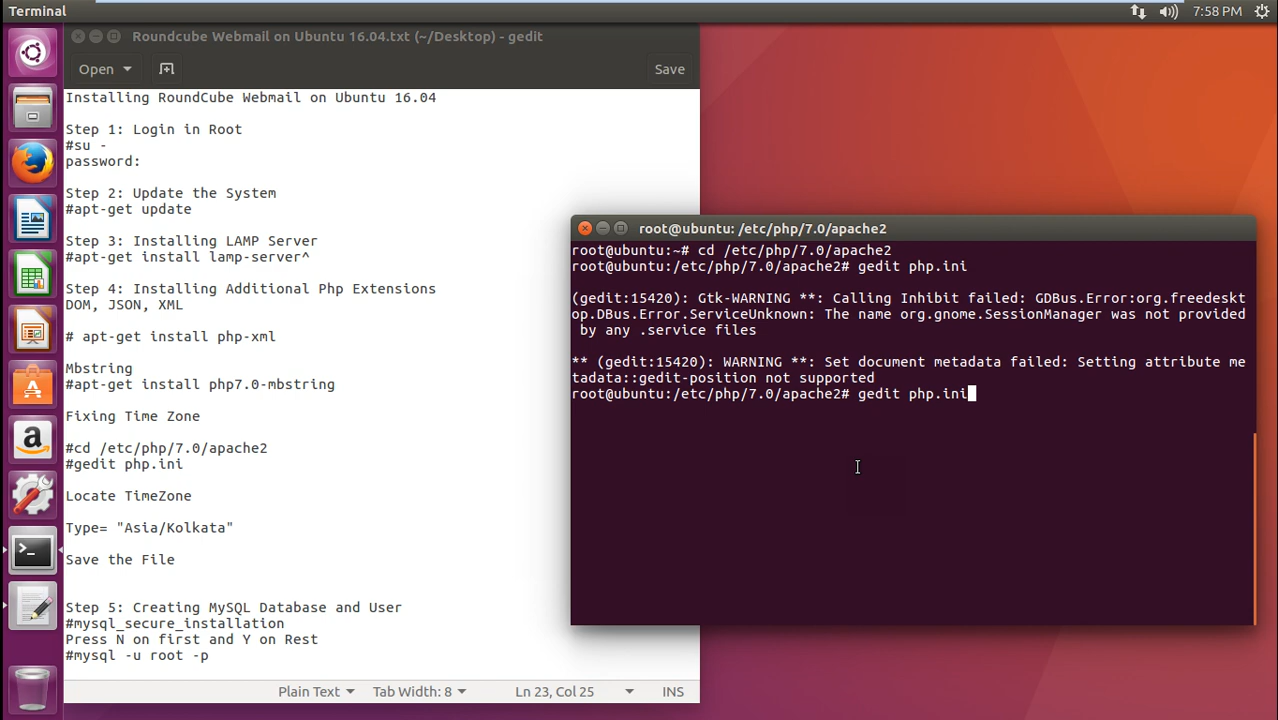 Terminal
7:58 PM
Roundcube Webmail on Ubuntu 16.04.txt (~/Desktop) - gedit
Open
Save
Installing RoundCube Webmail on Ubuntu 16.04
Step 1: Login in Root
#su -
password:
Step 2: Update the System
#apt-get update
Step 3: Installing LAMP Server
#apt-get install lamp-server^
Step 4: Installing Additional Php Extensions
DOM, JSON, XML
# apt-get install php-xml
Mbstring
#apt-get install php7.0-mbstring
Fixing Time Zone
#cd /etc/php/7.0/apache2
#gedit php.ini
Locate TimeZone
Type= "Asia/Kolkata"
Save the File
Step 5: Creating MySQL Database and User
#mysql_secure_installation
Press N on first and Y on Rest
#mysql -u root -p
Plain Text
Tab Width: 8
Ln 23, Col 25
INS
root@ubuntu: /etc/php/7.0/apache2
root@ubuntu:~# cd /etc/php/7.0/apache2
root@ubuntu:/etc/php/7.0/apache2# gedit php.ini
(gedit:15420): Gtk-WARNING **: Calling Inhibit failed: GDBus.Error:org.freedeskt
op.DBus.Error.ServiceUnknown: The name org.gnome.SessionManager was not provided
by any .service files
** (gedit:15420): WARNING **: Set document metadata failed: Setting attribute me
tadata::gedit-position not supported
root@ubuntu:/etc/php/7.0/apache2# gedit php.ini